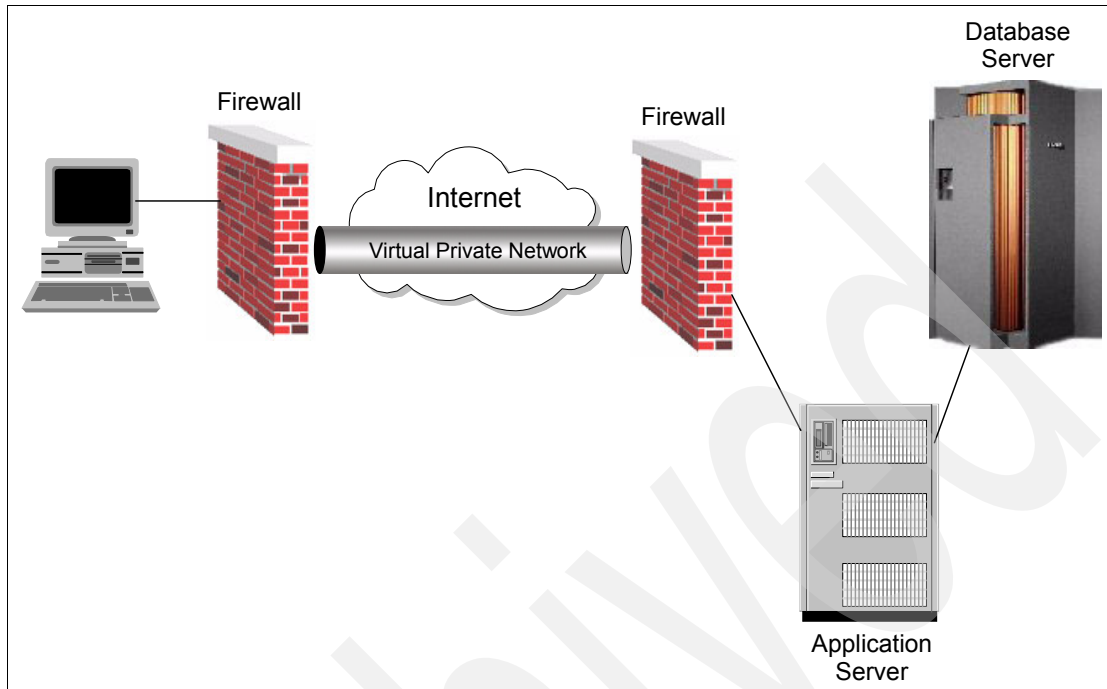 Database
Server
Firewall
Firewall
Internet
Virtual Private Network
Application
Server